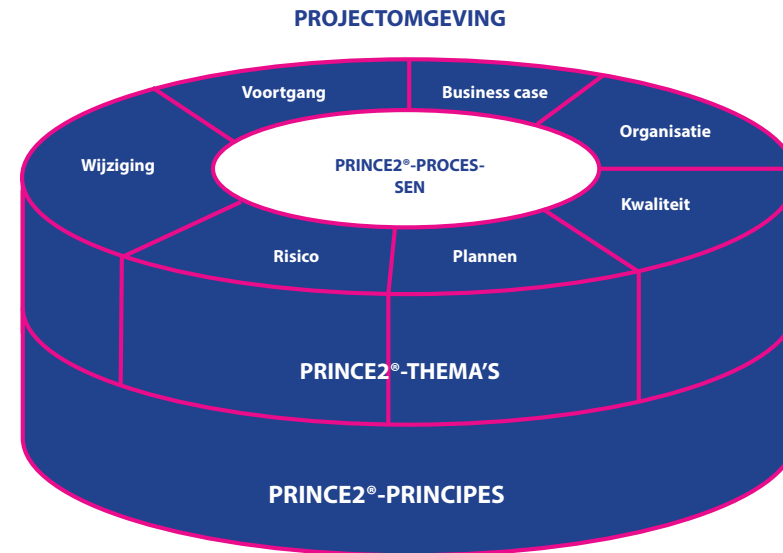 PROJECTOMGEVING
Voortgang
Business case
Organisatie
Wijziging
PRINCE2®-PROCES-
SEN
Kwaliteit
Risico
Plannen
PRINCE2®-THEMA’S
PRINCE2®-PRINCIPES